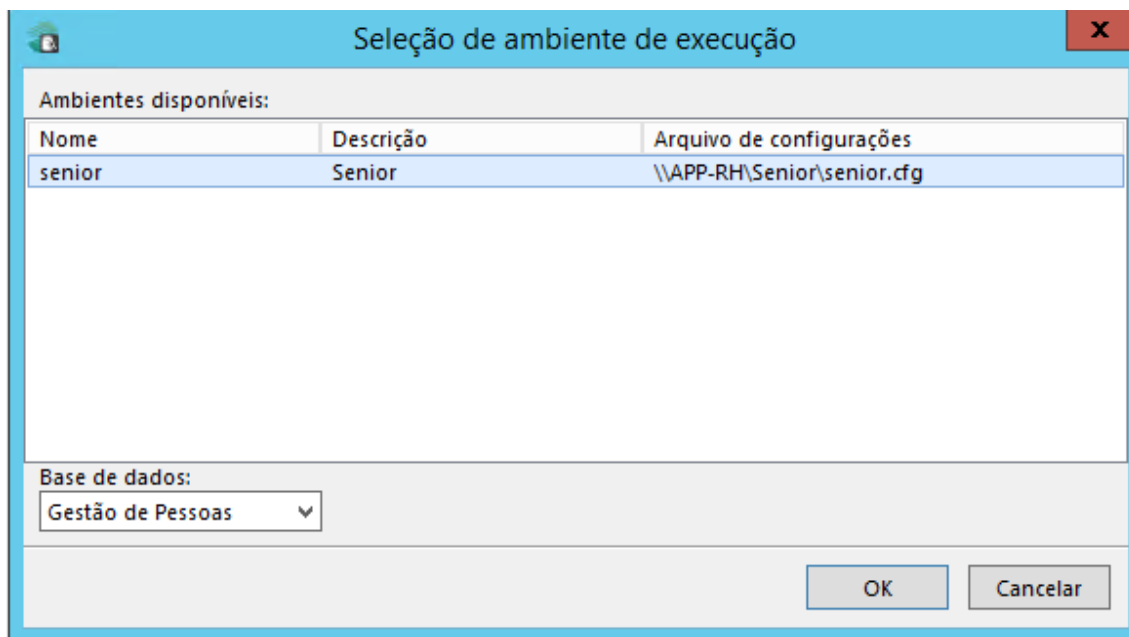 Seleção de ambiente de execução
x
Ambientes disponíveis:
Nome Descrição Arquivo de configurações
senior Senior \\APP-RH\Senior\senior.cfg
Base de dados:
Gestão de Pessoas
OK Cancelar